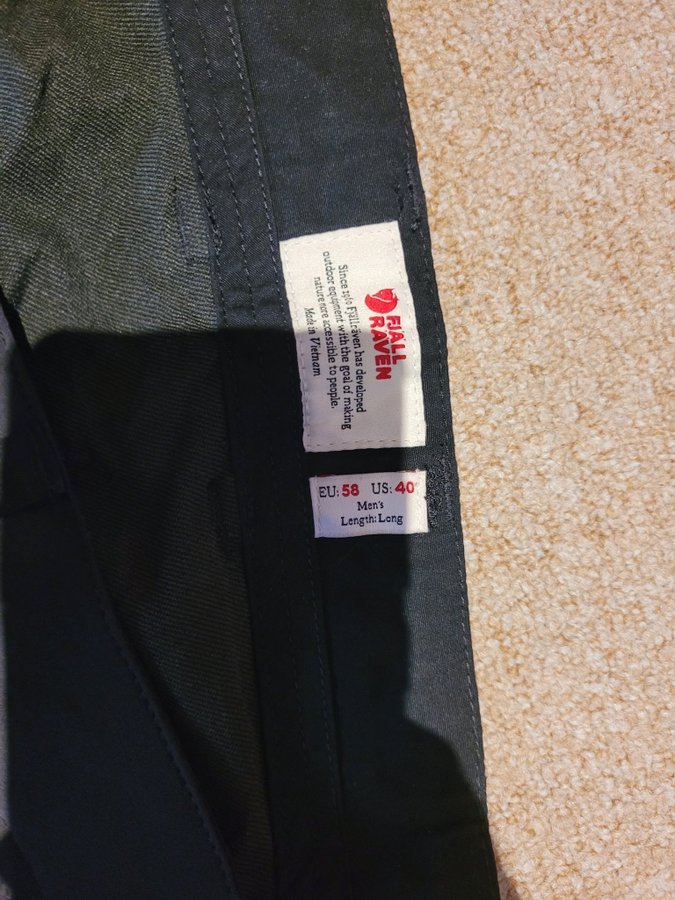 FJALL
RAVEN
Since 1960 Fjällräven has developed
outdoor equipment with the goal of making
nature more accessible to people.
Made in Vietnam
EU: 58 US: 40"
Men's
Length: Long